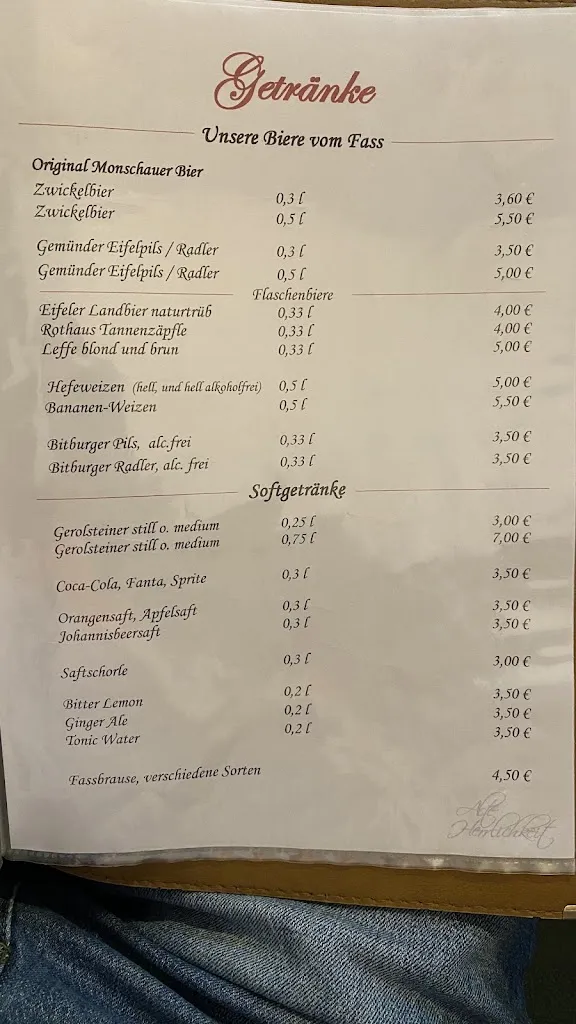 Getränke
Unsere Biere vom Fass
Original Monschauer Bier
Zwickelbier 0,3 l 3,60 €
Zwickelbier 0,5 l 5,50 €
Gemünder Eifelpils / Radler 0,3 l 3,50 €
Gemünder Eifelpils / Radler 0,5 l 5,00 €
Flaschenbiere
Eifeler Landbier naturtrüb 0,33 l 4,00 €
Rothaus Tannenzäpfle 0,33 l 4,00 €
Leffe blond und brun 0,33 l 5,00 €
Hefeweizen (hell, und hell alkoholfrei) 0,5 l 5,00 €
Bananen-Weizen 0,5 l 5,50 €
Bitburger Pils, alc.frei 0,33 l 3,50 €
Bitburger Radler, alc. frei 0,33 l 3,50 €
Softgetränke
Gerolsteiner still o. medium 0,25 l 3,00 €
Gerolsteiner still o. medium 0,75 l 7,00 €
Coca-Cola, Fanta, Sprite 0,3 l 3,50 €
Orangensaft, Apfelsaft 0,3 l 3,50 €
Johannisbeersaft 0,3 l 3,50 €
Saftschorle 0,3 l 3,00 €
Bitter Lemon 0,2 l 3,50 €
Ginger Ale 0,2 l 3,50 €
Tonic Water 0,2 l 3,50 €
Fassbrause, verschiedene Sorten 4,50 €
Alte
Herrlichkeit